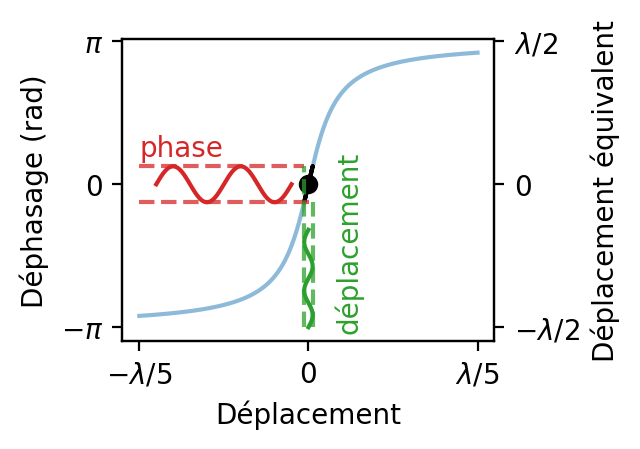 Déphasage (rad)
π
0
−π
phase
déplacement
λ/2
0
−λ/2
Déplacement équivalent
−λ/5
0
λ/5
Déplacement